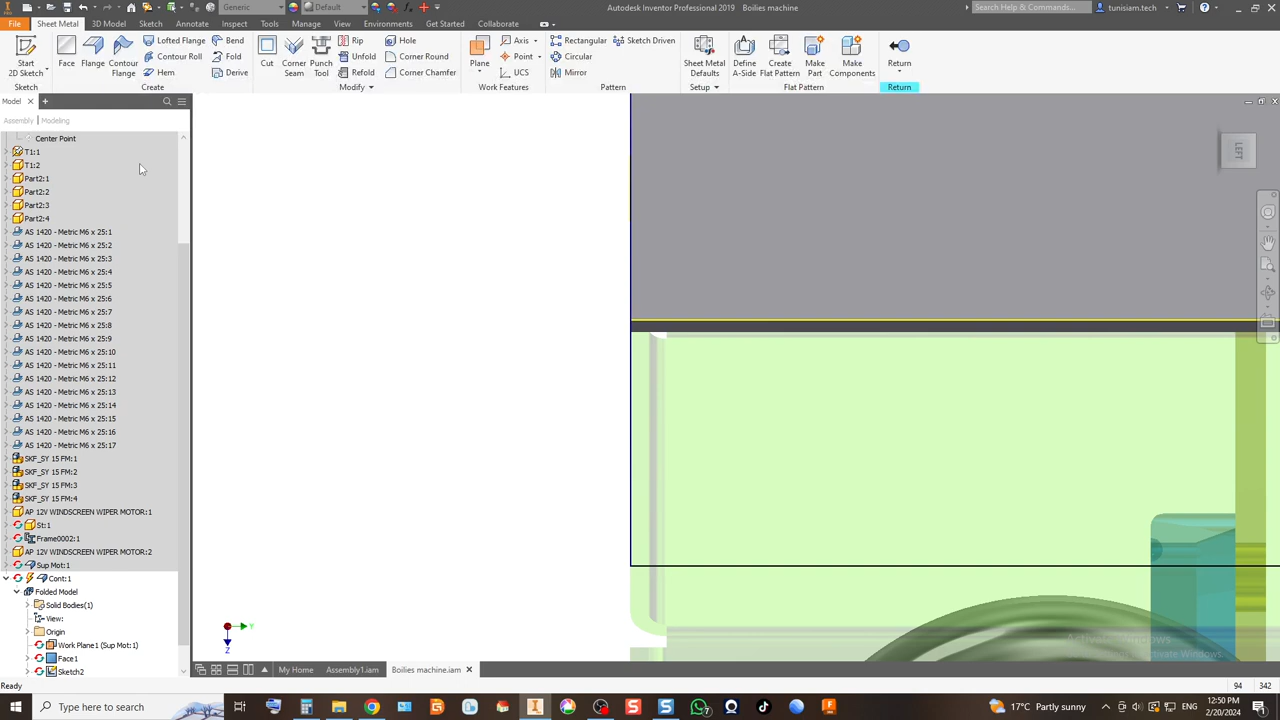 Generic
Default
Autodesk Inventor Professional 2019   Boilies machine
Search Help & Commands...
tunisiam.tech
File
Sheet Metal
3D Model
Sketch
Annotate
Inspect
Tools
Manage
View
Environments
Get Started
Collaborate
Start
2D Sketch
Face
Flange
Contour
Flange
Lofted Flange
Contour Roll
Hem
Bend
Fold
Derive
Cut
Corner
Seam
Punch
Tool
Rip
Unfold
Refold
Hole
Corner Round
Corner Chamfer
Plane
Axis
Point
UCS
Rectangular
Circular
Mirror
Sketch Driven
Sheet Metal
Defaults
Define
A-Side
Create
Flat Pattern
Make
Part
Make
Components
Return
Sketch
Create
Modify
Work Features
Pattern
Setup
Flat Pattern
Return
Model
Assembly
Modeling
Center Point
T1:1
T1:2
Part2:1
Part2:2
Part2:3
Part2:4
AS 1420 - Metric M6 x 25:1
AS 1420 - Metric M6 x 25:2
AS 1420 - Metric M6 x 25:3
AS 1420 - Metric M6 x 25:4
AS 1420 - Metric M6 x 25:5
AS 1420 - Metric M6 x 25:6
AS 1420 - Metric M6 x 25:7
AS 1420 - Metric M6 x 25:8
AS 1420 - Metric M6 x 25:9
AS 1420 - Metric M6 x 25:10
AS 1420 - Metric M6 x 25:11
AS 1420 - Metric M6 x 25:12
AS 1420 - Metric M6 x 25:13
AS 1420 - Metric M6 x 25:14
AS 1420 - Metric M6 x 25:15
AS 1420 - Metric M6 x 25:16
AS 1420 - Metric M6 x 25:17
SKF_SY 15 FM:1
SKF_SY 15 FM:2
SKF_SY 15 FM:3
SKF_SY 15 FM:4
AP 12V WINDSCREEN WIPER MOTOR:1
St:1
Frame0002:1
AP 12V WINDSCREEN WIPER MOTOR:2
Sup Mot:1
Cont:1
Folded Model
Solid Bodies(1)
View:
Origin
Work Plane1 (Sup Mot:1)
Face1
Sketch2
LEFT
Y
Z
Activate Windows
Go to Settings to Activate Windows.
My Home
Assembly1.iam
Boilies machine.iam
Ready
94
342
Type here to search
7
17°C Partly sunny
12:50 PM
2/20/2024